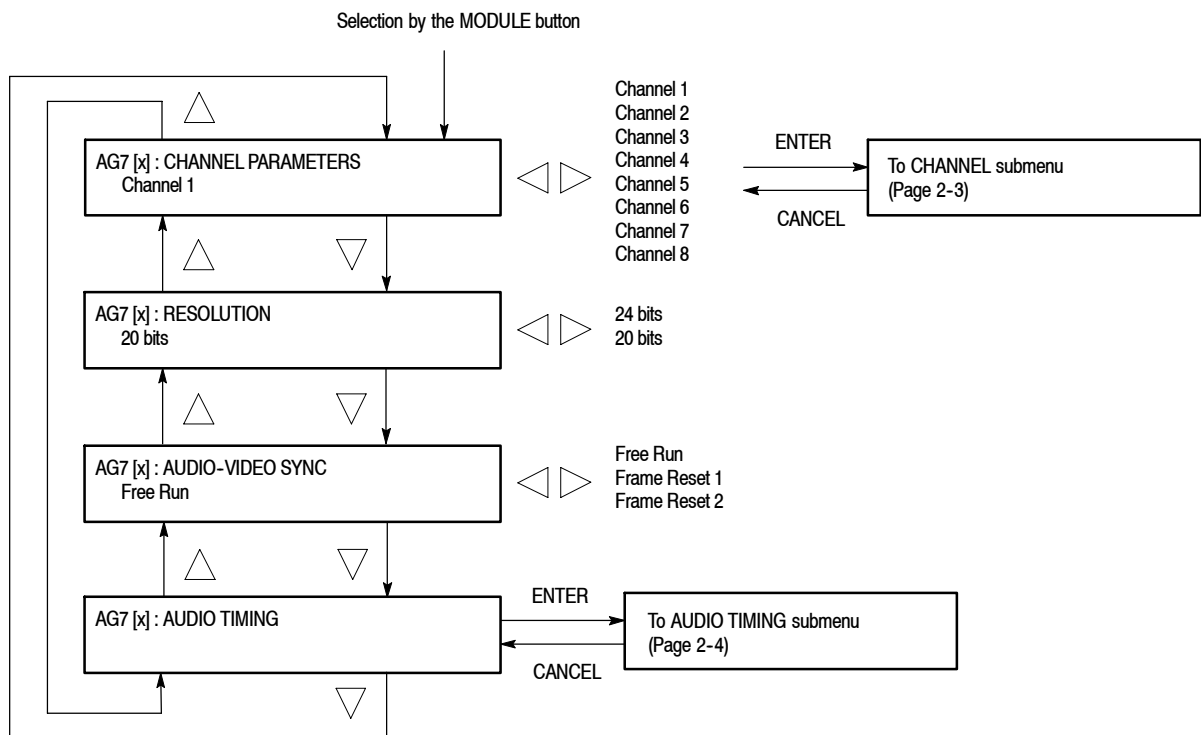 Selection by the MODULE button
AG7 [x] : CHANNEL PARAMETERS
Channel 1
Channel 1
Channel 2
Channel 3
Channel 4
Channel 5
Channel 6
Channel 7
Channel 8
ENTER
CANCEL
To CHANNEL submenu
(Page 2-3)
AG7 [x] : RESOLUTION
20 bits
24 bits
20 bits
AG7 [x] : AUDIO-VIDEO SYNC
Free Run
Free Run
Frame Reset 1
Frame Reset 2
AG7 [x] : AUDIO TIMING
ENTER
CANCEL
To AUDIO TIMING submenu
(Page 2-4)